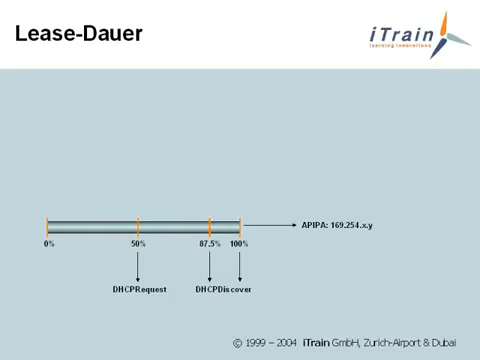 Lease-Dauer
iTrain
learning innovations
APIPA: 169.254.x.y
0% 50% 87.5% 100%
DHCPRequest DHCPDiscover
© 1999 – 2004 iTrain GmbH, Zurich-Airport & Dubai